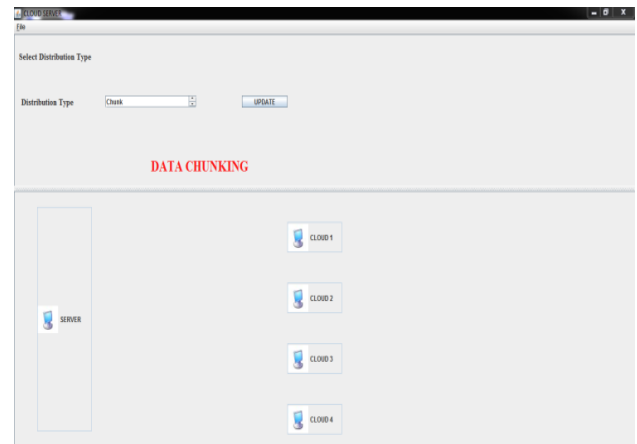 CLOUD SERVER
File
Select Distribution Type
Distribution Type Chunk UPDATE
DATA CHUNKING
CLOUD 1
CLOUD 2
SERVER
CLOUD 3
CLOUD 4